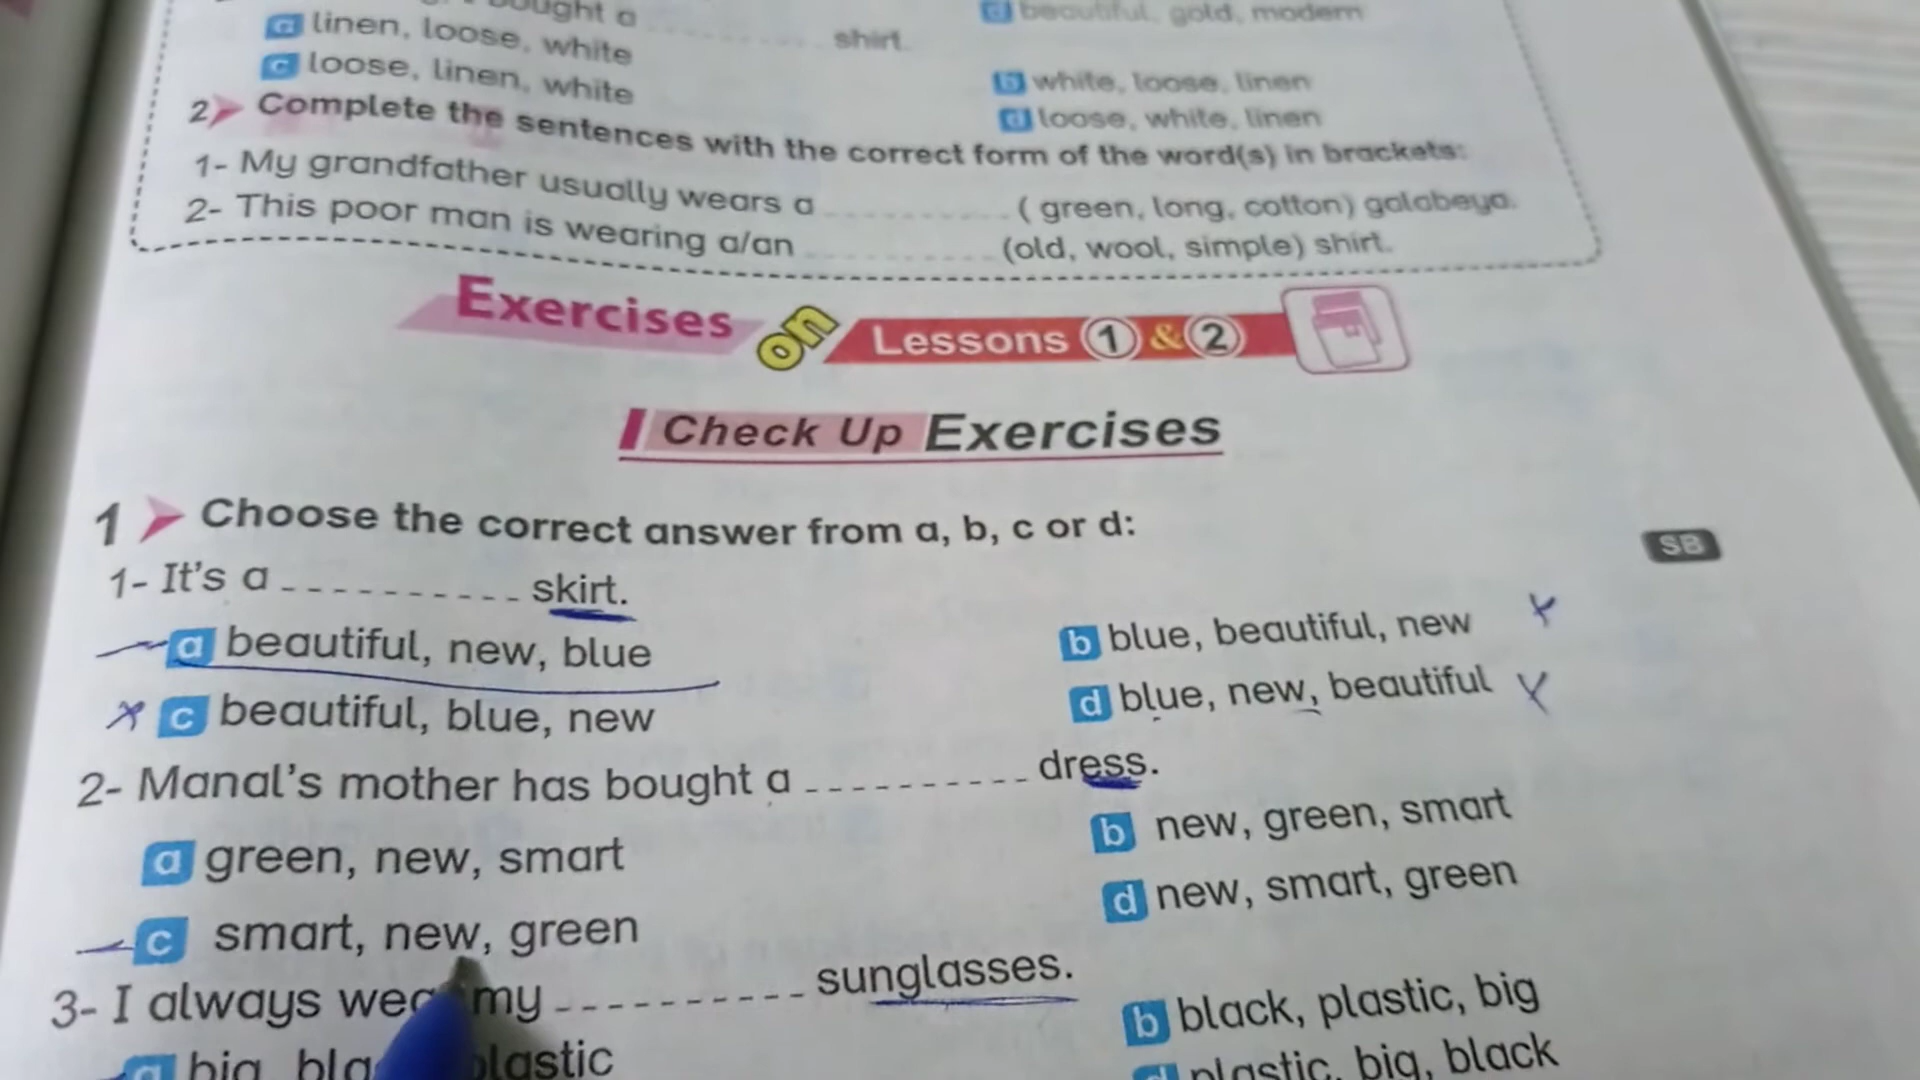 bought a shirt.
d beautiful, gold, modern
a linen, loose, white
b white, loose, linen
c loose, linen, white
d loose, white, linen
2 Complete the sentences with the correct form of the word(s) in brackets:
1- My grandfather usually wears a ( green, long, cotton) galabeya.
2- This poor man is wearing a/an (old, wool, simple) shirt.
Exercises on Lessons 1 & 2
Check Up Exercises
1 Choose the correct answer from a, b, c or d:
SB
1- It's a skirt.
a beautiful, new, blue
b blue, beautiful, new
c beautiful, blue, new
d blue, new, beautiful
2- Manal's mother has bought a dress.
a green, new, smart
b new, green, smart
c smart, new, green
d new, smart, green
3- I always my sunglasses.
a big, plastic
b black, plastic, big
d plastic, big, black